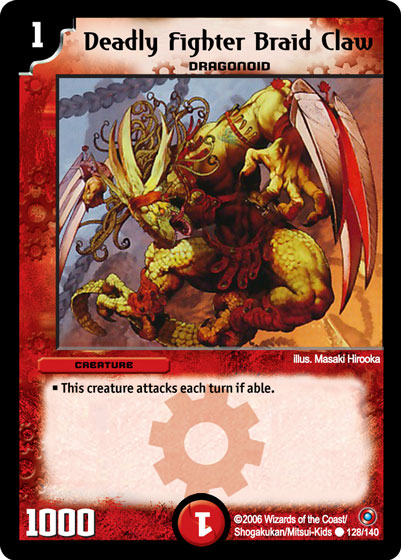 1
Deadly Fighter Braid Claw
DRAGONOID
illus. Masaki Hirooka
CREATURE
▪ This creature attacks each turn if able.
1000
1
©2006 Wizards of the Coast/
Shogakukan/Mitsui-Kids ● 128/140